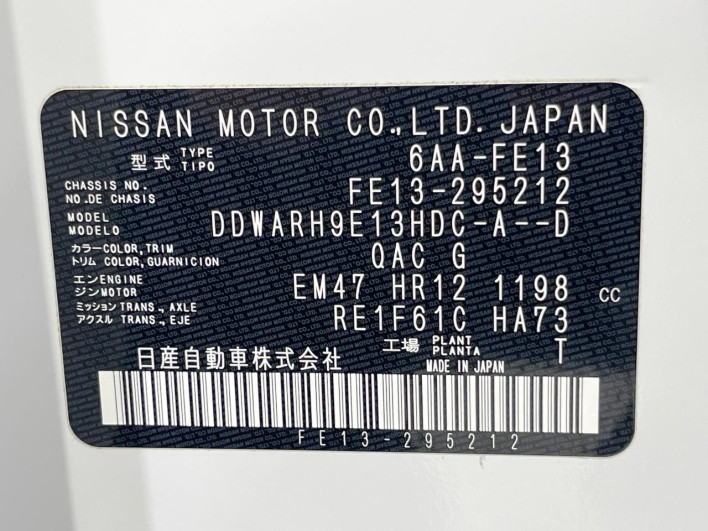 NISSAN MOTOR CO.,LTD. JAPAN
型式 TYPE TIPO 6AA-FE13
CHASSIS NO. NO.DE CHASIS FE13-295212
MODEL MODELO DDWARH9E13HDC-A--D
カラー COLOR, TRIM トリム COLOR, GUARNICION QAC G
エンジン ENGINE MOTOR EM47 HR12 1198 CC
ミッション TRANS., AXLE アクスル TRANS., EJE RE1F61C HA73
工場 PLANT PLANTA T
日産自動車株式会社 MADE IN JAPAN
FE13-295212